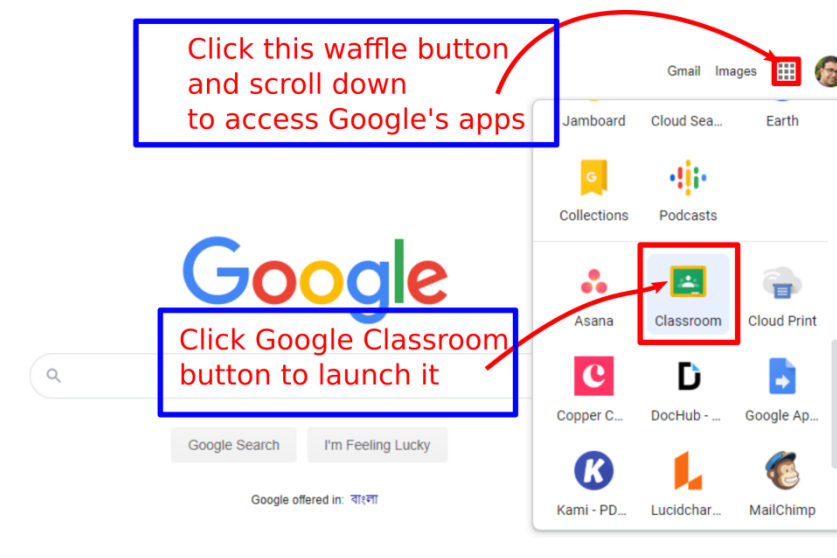 Click this waffle button
and scroll down
to access Google's apps
Gmail Images
Jamboard Cloud Sea... Earth
G
Collections Podcasts
Google
Click Google Classroom
button to launch it
Asana Classroom Cloud Print
Copper C... DocHub - ... Google Ap...
Google Search I'm Feeling Lucky
Google offered in: বাংলা
Kami - PD... Lucidchar... MailChimp